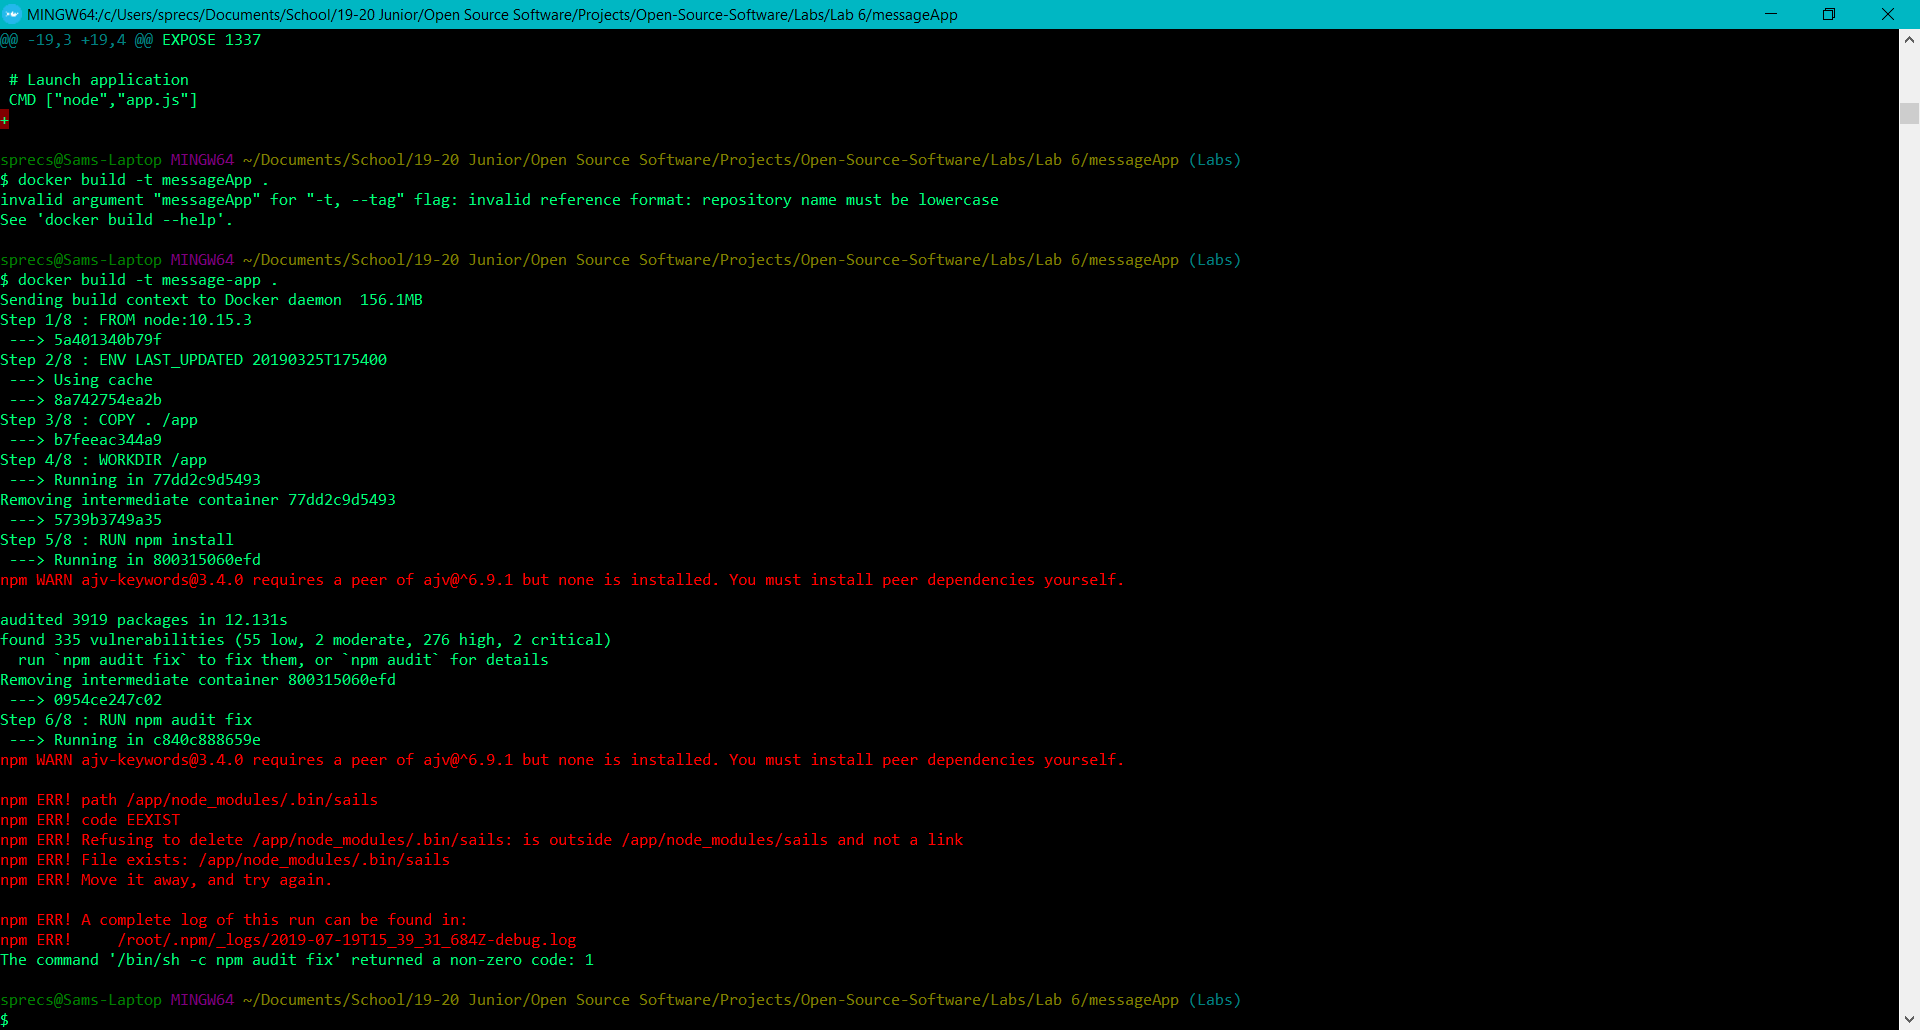 MINGW64:/c/Users/sprecs/Documents/School/19-20 Junior/Open Source Software/Projects/Open-Source-Software/Labs/Lab 6/messageApp
@@ -19,3 +19,4 @@ EXPOSE 1337
# Launch application
CMD ["node","app.js"]
+
sprecs@Sams-Laptop MINGW64 ~/Documents/School/19-20 Junior/Open Source Software/Projects/Open-Source-Software/Labs/Lab 6/messageApp (Labs)
$ docker build -t messageApp .
invalid argument "messageApp" for "-t, --tag" flag: invalid reference format: repository name must be lowercase
See 'docker build --help'.
sprecs@Sams-Laptop MINGW64 ~/Documents/School/19-20 Junior/Open Source Software/Projects/Open-Source-Software/Labs/Lab 6/messageApp (Labs)
$ docker build -t message-app .
Sending build context to Docker daemon  156.1MB
Step 1/8 : FROM node:10.15.3
 ---> 5a401340b79f
Step 2/8 : ENV LAST_UPDATED 20190325T175400
 ---> Using cache
 ---> 8a742754ea2b
Step 3/8 : COPY . /app
 ---> b7feeac344a9
Step 4/8 : WORKDIR /app
 ---> Running in 77dd2c9d5493
Removing intermediate container 77dd2c9d5493
 ---> 5739b3749a35
Step 5/8 : RUN npm install
 ---> Running in 800315060efd
npm WARN ajv-keywords@3.4.0 requires a peer of ajv@^6.9.1 but none is installed. You must install peer dependencies yourself.
audited 3919 packages in 12.131s
found 335 vulnerabilities (55 low, 2 moderate, 276 high, 2 critical)
  run `npm audit fix` to fix them, or `npm audit` for details
Removing intermediate container 800315060efd
 ---> 0954ce247c02
Step 6/8 : RUN npm audit fix
 ---> Running in c840c888659e
npm WARN ajv-keywords@3.4.0 requires a peer of ajv@^6.9.1 but none is installed. You must install peer dependencies yourself.
npm ERR! path /app/node_modules/.bin/sails
npm ERR! code EEXIST
npm ERR! Refusing to delete /app/node_modules/.bin/sails: is outside /app/node_modules/sails and not a link
npm ERR! File exists: /app/node_modules/.bin/sails
npm ERR! Move it away, and try again.
npm ERR! A complete log of this run can be found in:
npm ERR!     /root/.npm/_logs/2019-07-19T15_39_31_684Z-debug.log
The command '/bin/sh -c npm audit fix' returned a non-zero code: 1
sprecs@Sams-Laptop MINGW64 ~/Documents/School/19-20 Junior/Open Source Software/Projects/Open-Source-Software/Labs/Lab 6/messageApp (Labs)
$